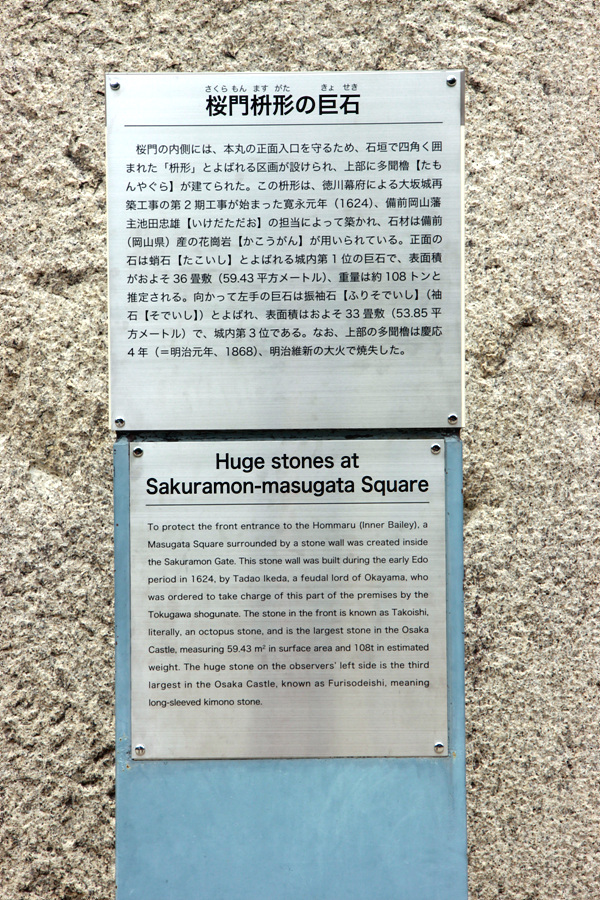 さくら もん ます がた きょ せき
桜門枡形の巨石
桜門の内側には、本丸の正面入口を守るため、石垣で四角く囲
まれた「枡形」とよばれる区画が設けられ、上部に多聞櫓【たも
んやぐら】が建てられた。この枡形は、徳川幕府による大坂城再
築工事の第2期工事が始まった寛永元年（1624）、備前岡山藩
主池田忠雄【いけだただお】の担当によって築かれ、石材は備前
（岡山県）産の花崗岩【かこうがん】が用いられている。正面の
石は蛸石【たこいし】とよばれる城内第1位の巨石で、表面積
がおよそ36畳敷（59.43平方メートル）、重量は約108トンと
推定される。向かって左手の巨石は振袖石【ふりそでいし】（袖
石【そでいし】）とよばれ、表面積はおよそ33畳敷（53.85平
方メートル）で、城内第3位である。なお、上部の多聞櫓は慶応
4年（＝明治元年、1868）、明治維新の大火で焼失した。
Huge stones at
Sakuramon-masugata Square
To protect the front entrance to the Hommaru (Inner Bailey), a
Masugata Square surrounded by a stone wall was created inside
the Sakuramon Gate. This stone wall was built during the early Edo
period in 1624, by Tadao Ikeda, a feudal lord of Okayama, who
was ordered to take charge of this part of the premises by the
Tokugawa shogunate. The stone in the front is known as Takoishi,
literally, an octopus stone, and is the largest stone in the Osaka
Castle, measuring 59.43 m² in surface area and 108t in estimated
weight. The huge stone on the observers' left side is the third
largest in the Osaka Castle, known as Furisodeishi, meaning
long-sleeved kimono stone.